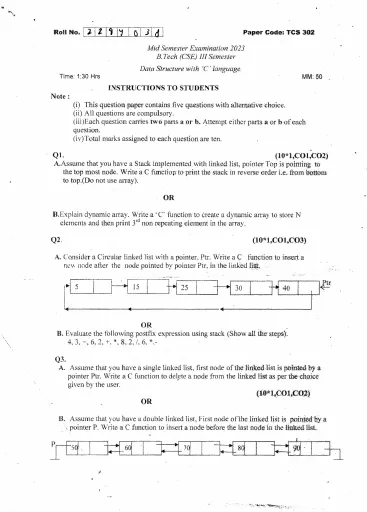 Roll No. 2 2 9 4 0 3 d Paper Code: TCS 302
Mid Semester Examination 2023
B.Tech (CSE) III Semester
Data Structure with 'C' language.
Time: 1:30 Hrs MM: 50
INSTRUCTIONS TO STUDENTS
Note :
(i) This question paper contains five questions with alternative choice.
(ii) All questions are compulsory.
(iii)Each question carries two parts a or b. Attempt either parts a or b of each
question.
(iv)Total marks assigned to each question are ten.
Q1. (10*1,CO1,CO2)
A.Assume that you have a Stack implemented with linked list, pointer Top is pointing to
the top most node. Write a C function to print the stack in reverse order i.e. from bottom
to top.(Do not use array).
OR
B.Explain dynamic array. Write a 'C' function to create a dynamic array to store N
elements and then print 3rd non repeating element in the array.
Q2. (10*1,CO1,CO3)
A. Consider a Circular linked list with a pointer, Ptr. Write a C function to insert a
new node after the node pointed by pointer Ptr, in the linked list.
Ptr
5 15 25 30 40
OR
B. Evaluate the following postfix expression using stack (Show all the steps).
4, 3, -, 6, 2, +, *, 8, 2, /, 6, *,-
Q3.
A. Assume that you have a single linked list, first node of the linked list is pointed by a
pointer Ptr. Write a C function to delete a node from the linked list as per the choice
given by the user.
(10*1,CO1,CO2)
OR
B. Assume that you have a double linked list, First node of the linked list is pointed by a
pointer P. Write a C function to insert a node before the last node in the linked list.
P 50 60 70 80 90